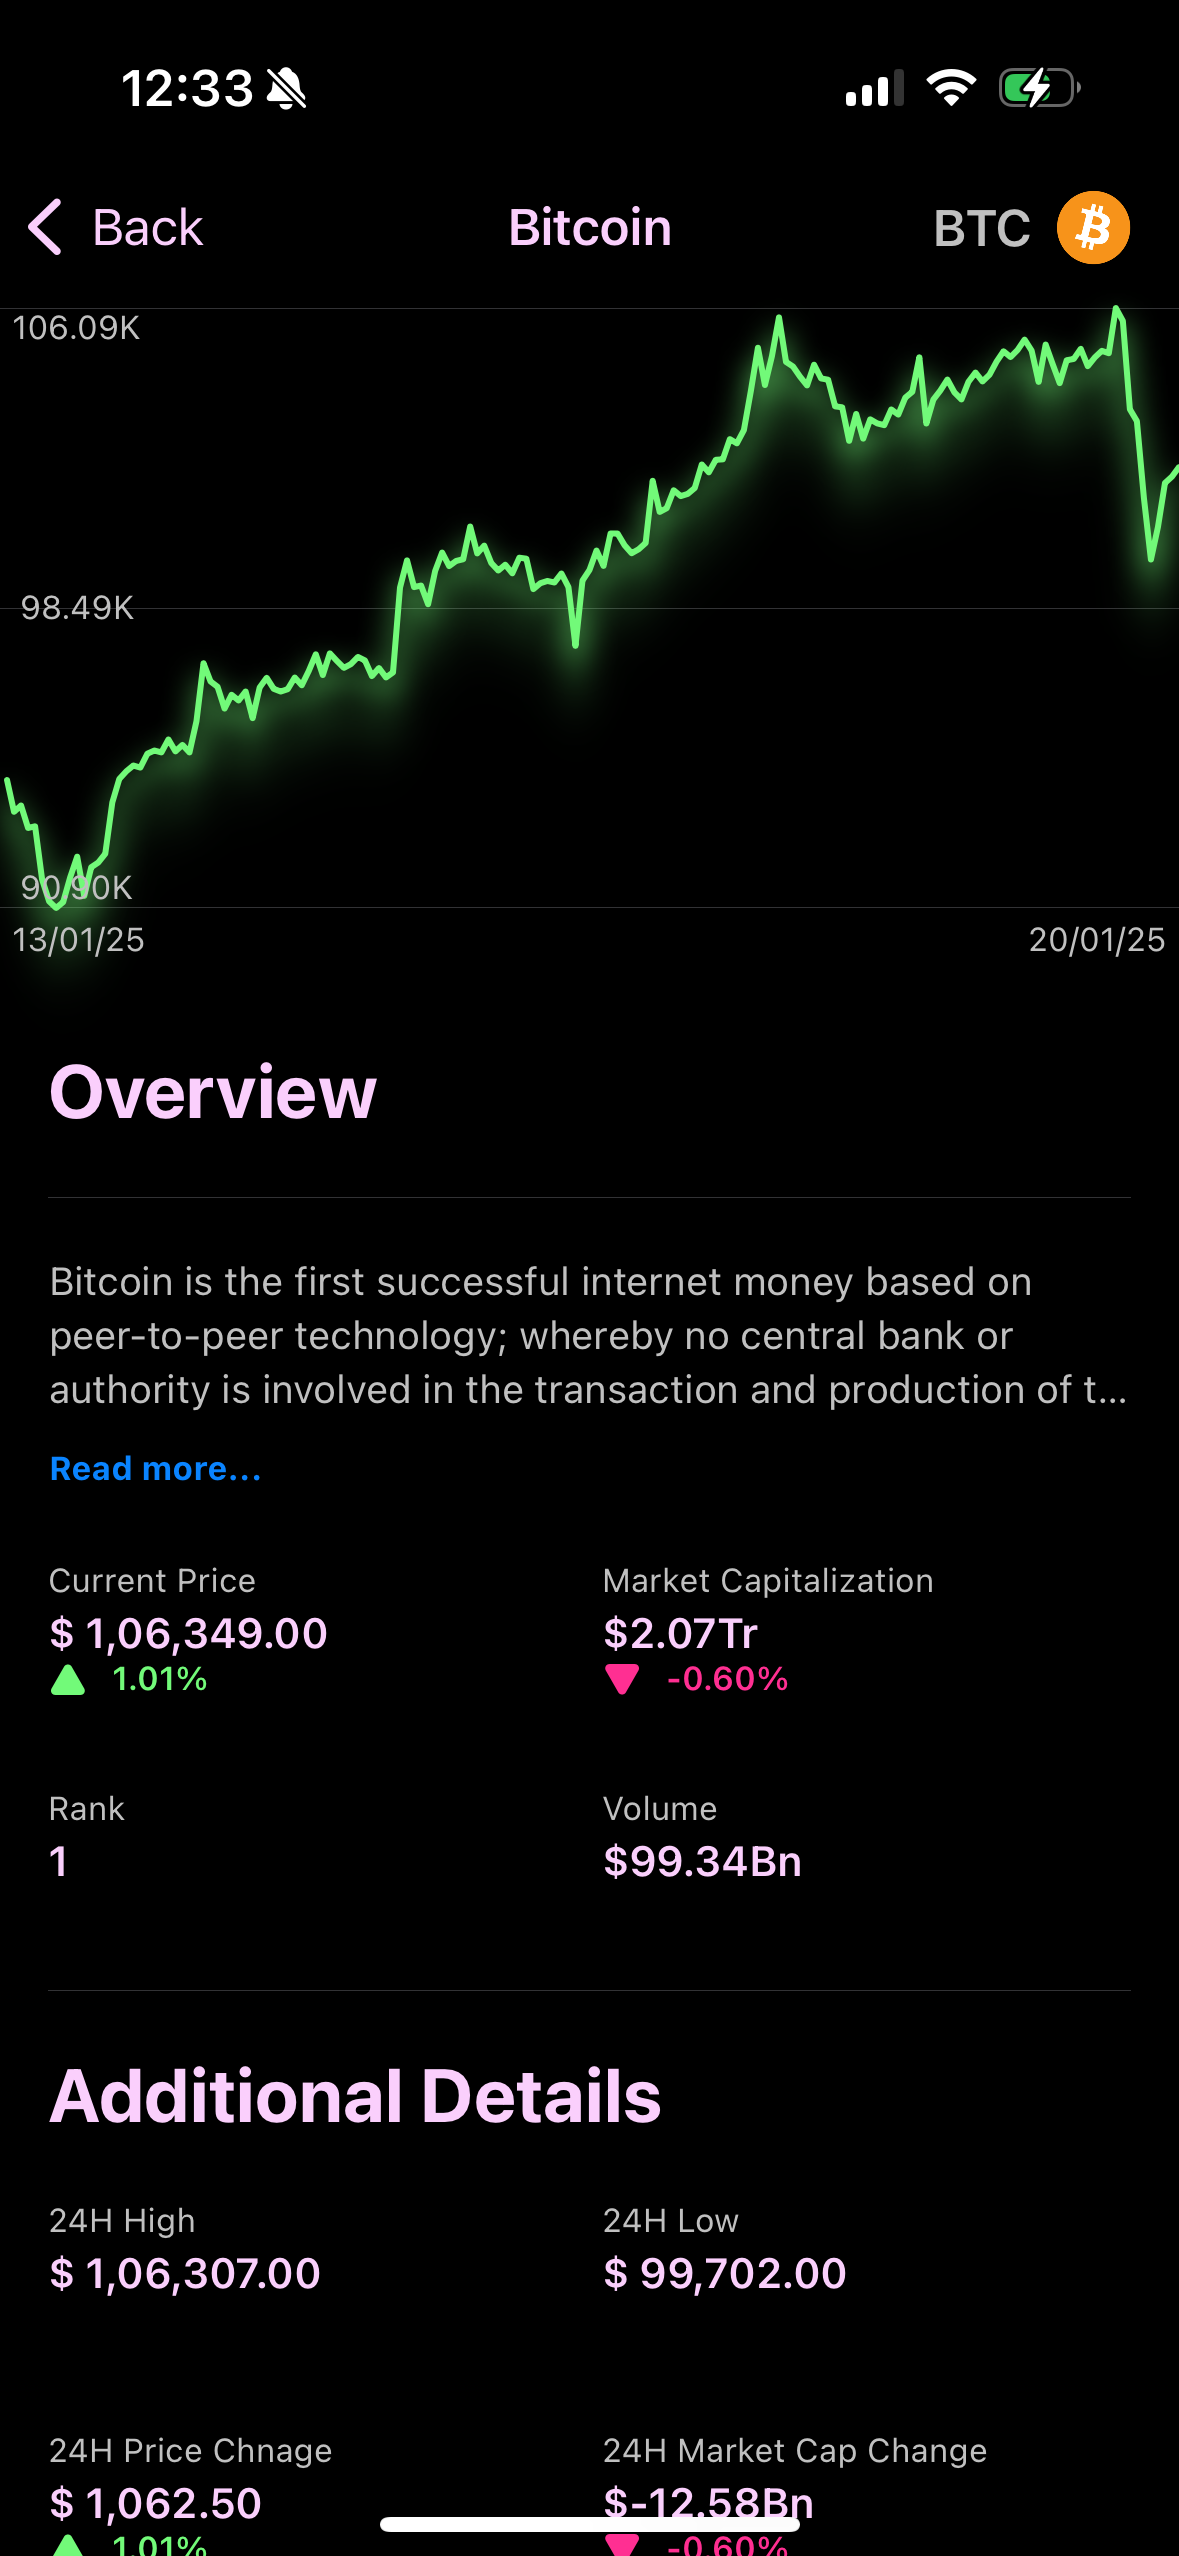 12:33
Back
Bitcoin
BTC
106.09K
98.49K
90.90K
13/01/25
20/01/25
Overview
Bitcoin is the first successful internet money based on
peer-to-peer technology; whereby no central bank or
authority is involved in the transaction and production of t...
Read more...
Current Price
$ 1,06,349.00
1.01%
Market Capitalization
$2.07Tr
-0.60%
Rank
1
Volume
$99.34Bn
Additional Details
24H High
$ 1,06,307.00
24H Low
$ 99,702.00
24H Price Chnage
$ 1,062.50
1.01%
24H Market Cap Change
$-12.58Bn
-0.60%